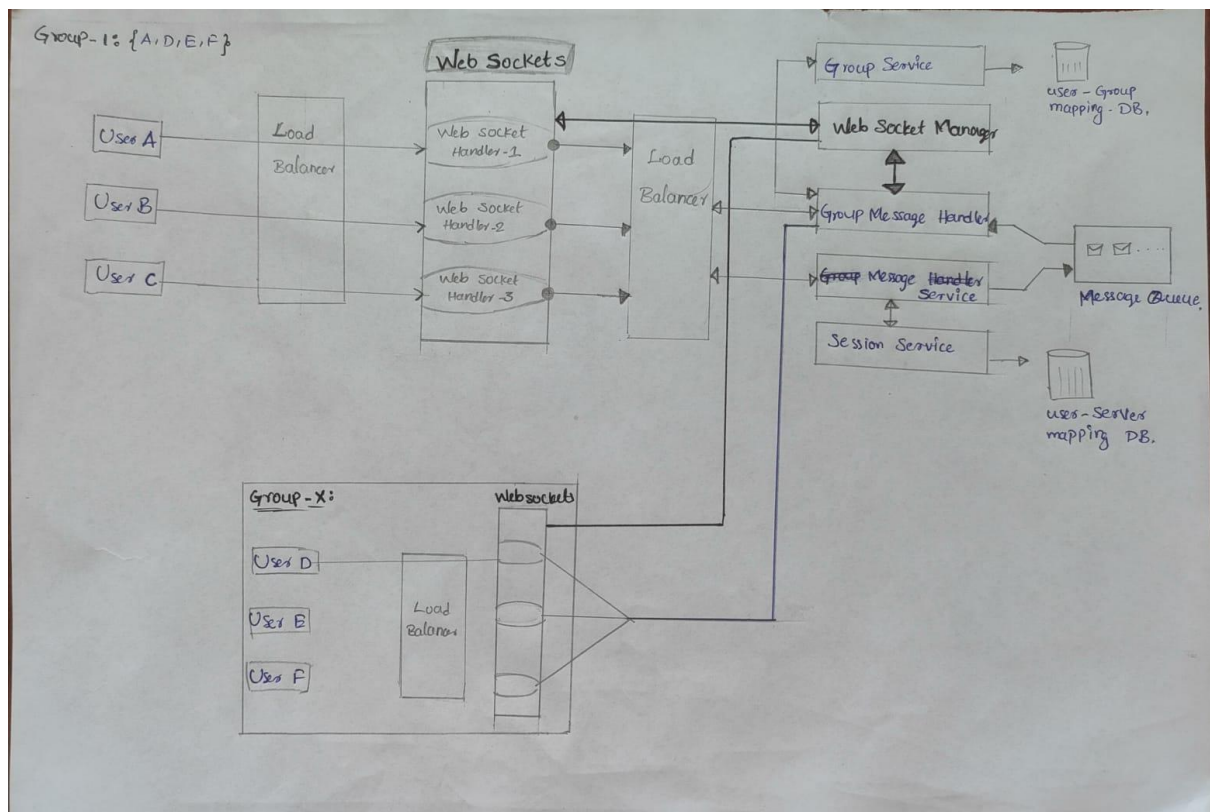 Group-1: {A,D,E,F}
Web Sockets
User A
User B
User C
Load
Balancer
Web socket
Handler-1
Web Socket
Handler-2
Web Socket
Handler-3
Load
Balancer
Group Service
user-Group
mapping-DB.
Web Socket Manager
Group Message Handler
Group Message Handler
Service
Message Queue.
Session Service
user-Server
mapping DB.
Group-X:
Websockets
User D
User E
User F
Load
Balancer